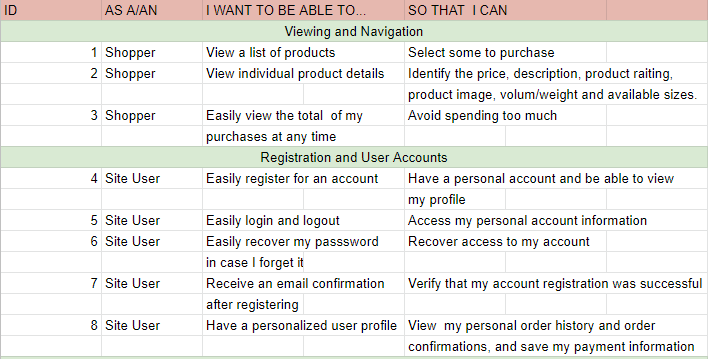 ID AS A/AN I WANT TO BE ABLE TO... SO THAT I CAN
Viewing and Navigation
1 Shopper View a list of products Select some to purchase
2 Shopper View individual product details Identify the price, description, product raiting,
product image, volum/weight and available sizes.
3 Shopper Easily view the total of my Avoid spending too much
purchases at any time
Registration and User Accounts
4 Site User Easily register for an account Have a personal account and be able to view
my profile
5 Site User Easily login and logout Access my personal account information
6 Site User Easily recover my passsword Recover access to my account
in case I forget it
7 Site User Receive an email confirmation Verify that my account registration was successful
after registering
8 Site User Have a personalized user profile View my personal order history and order
confirmations, and save my payment information